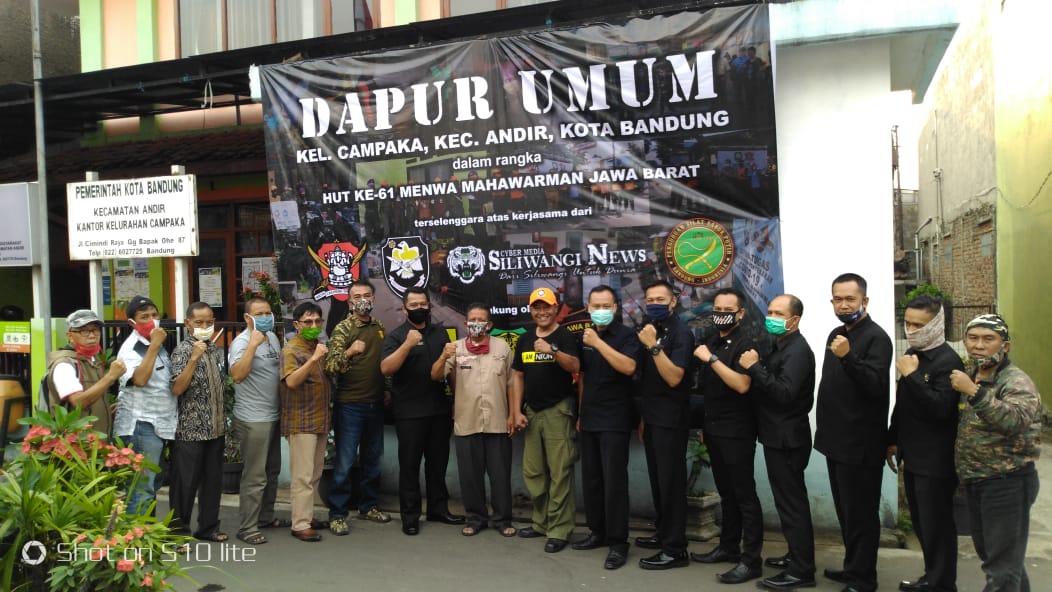 DAPUR UMUM
KEL. CAMPAKA, KEC. ANDIR, KOTA BANDUNG
dalam rangka
HUT KE-61 MENWA MAHAWARMAN JAWA BARAT
terselenggara atas kerjasama dari
CYBER MEDIA
SILIWANGI NEWS
Dari Siliwangi Untuk Dunia
PEMERINTAH KOTA BANDUNG
KECAMATAN ANDIR
KANTOR KELURAHAN CAMPAKA
Jl Cimindi Raya Gg Bapak Ohe 87
Telp (022) 6027725 Bandung
Shot on S10 lite